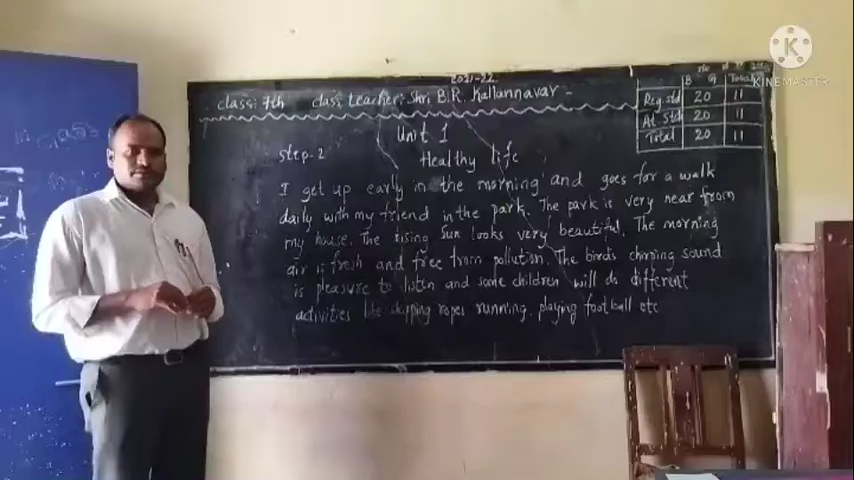 2021-22
class: 7th class teacher: Shri, B.R. Kallannavar -
B G Total
Reg. std 20 11
At Std 20 11
Total 20 11
KINEMASTER
Unit 1
Step-2
Healthy life
I get up early in the morning and goes for a walk
daily with my friend in the park. The park is very near from
my house. The rising sun looks very beautiful. The morning
air is fresh and free from pollution. The birds chirping sound
is pleasure to listen and some children will do different
activities like skipping ropes running. playing football etc